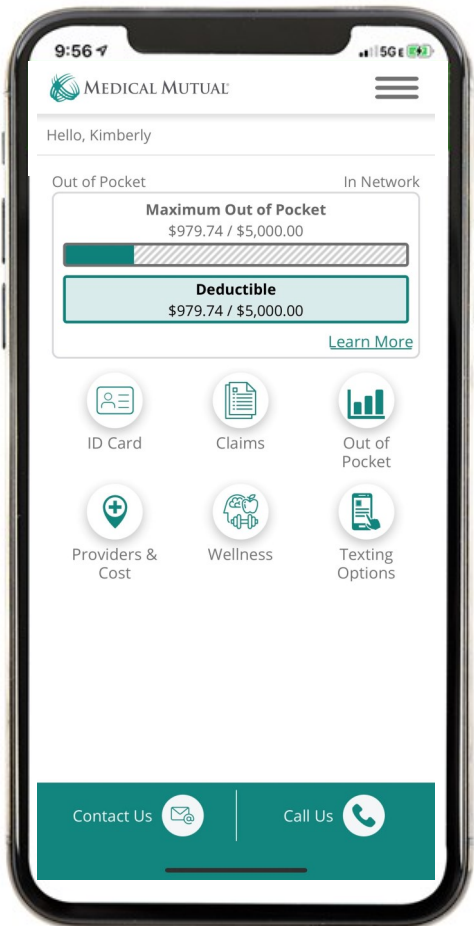 9:56
5G E
MEDICAL MUTUAL®
Hello, Kimberly
Out of Pocket In Network
Maximum Out of Pocket
$979.74 / $5,000.00
Deductible
$979.74 / $5,000.00
Learn More
ID Card Claims Out of
Pocket
Providers &
Cost Wellness Texting
Options
Contact Us Call Us